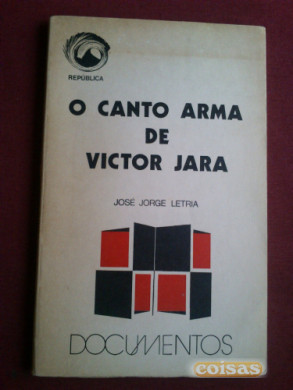 REPÚBLICA
O CANTO ARMA
DE
VICTOR JARA
JOSÉ JORGE LETRIA
DOCUMENTOS
coisas